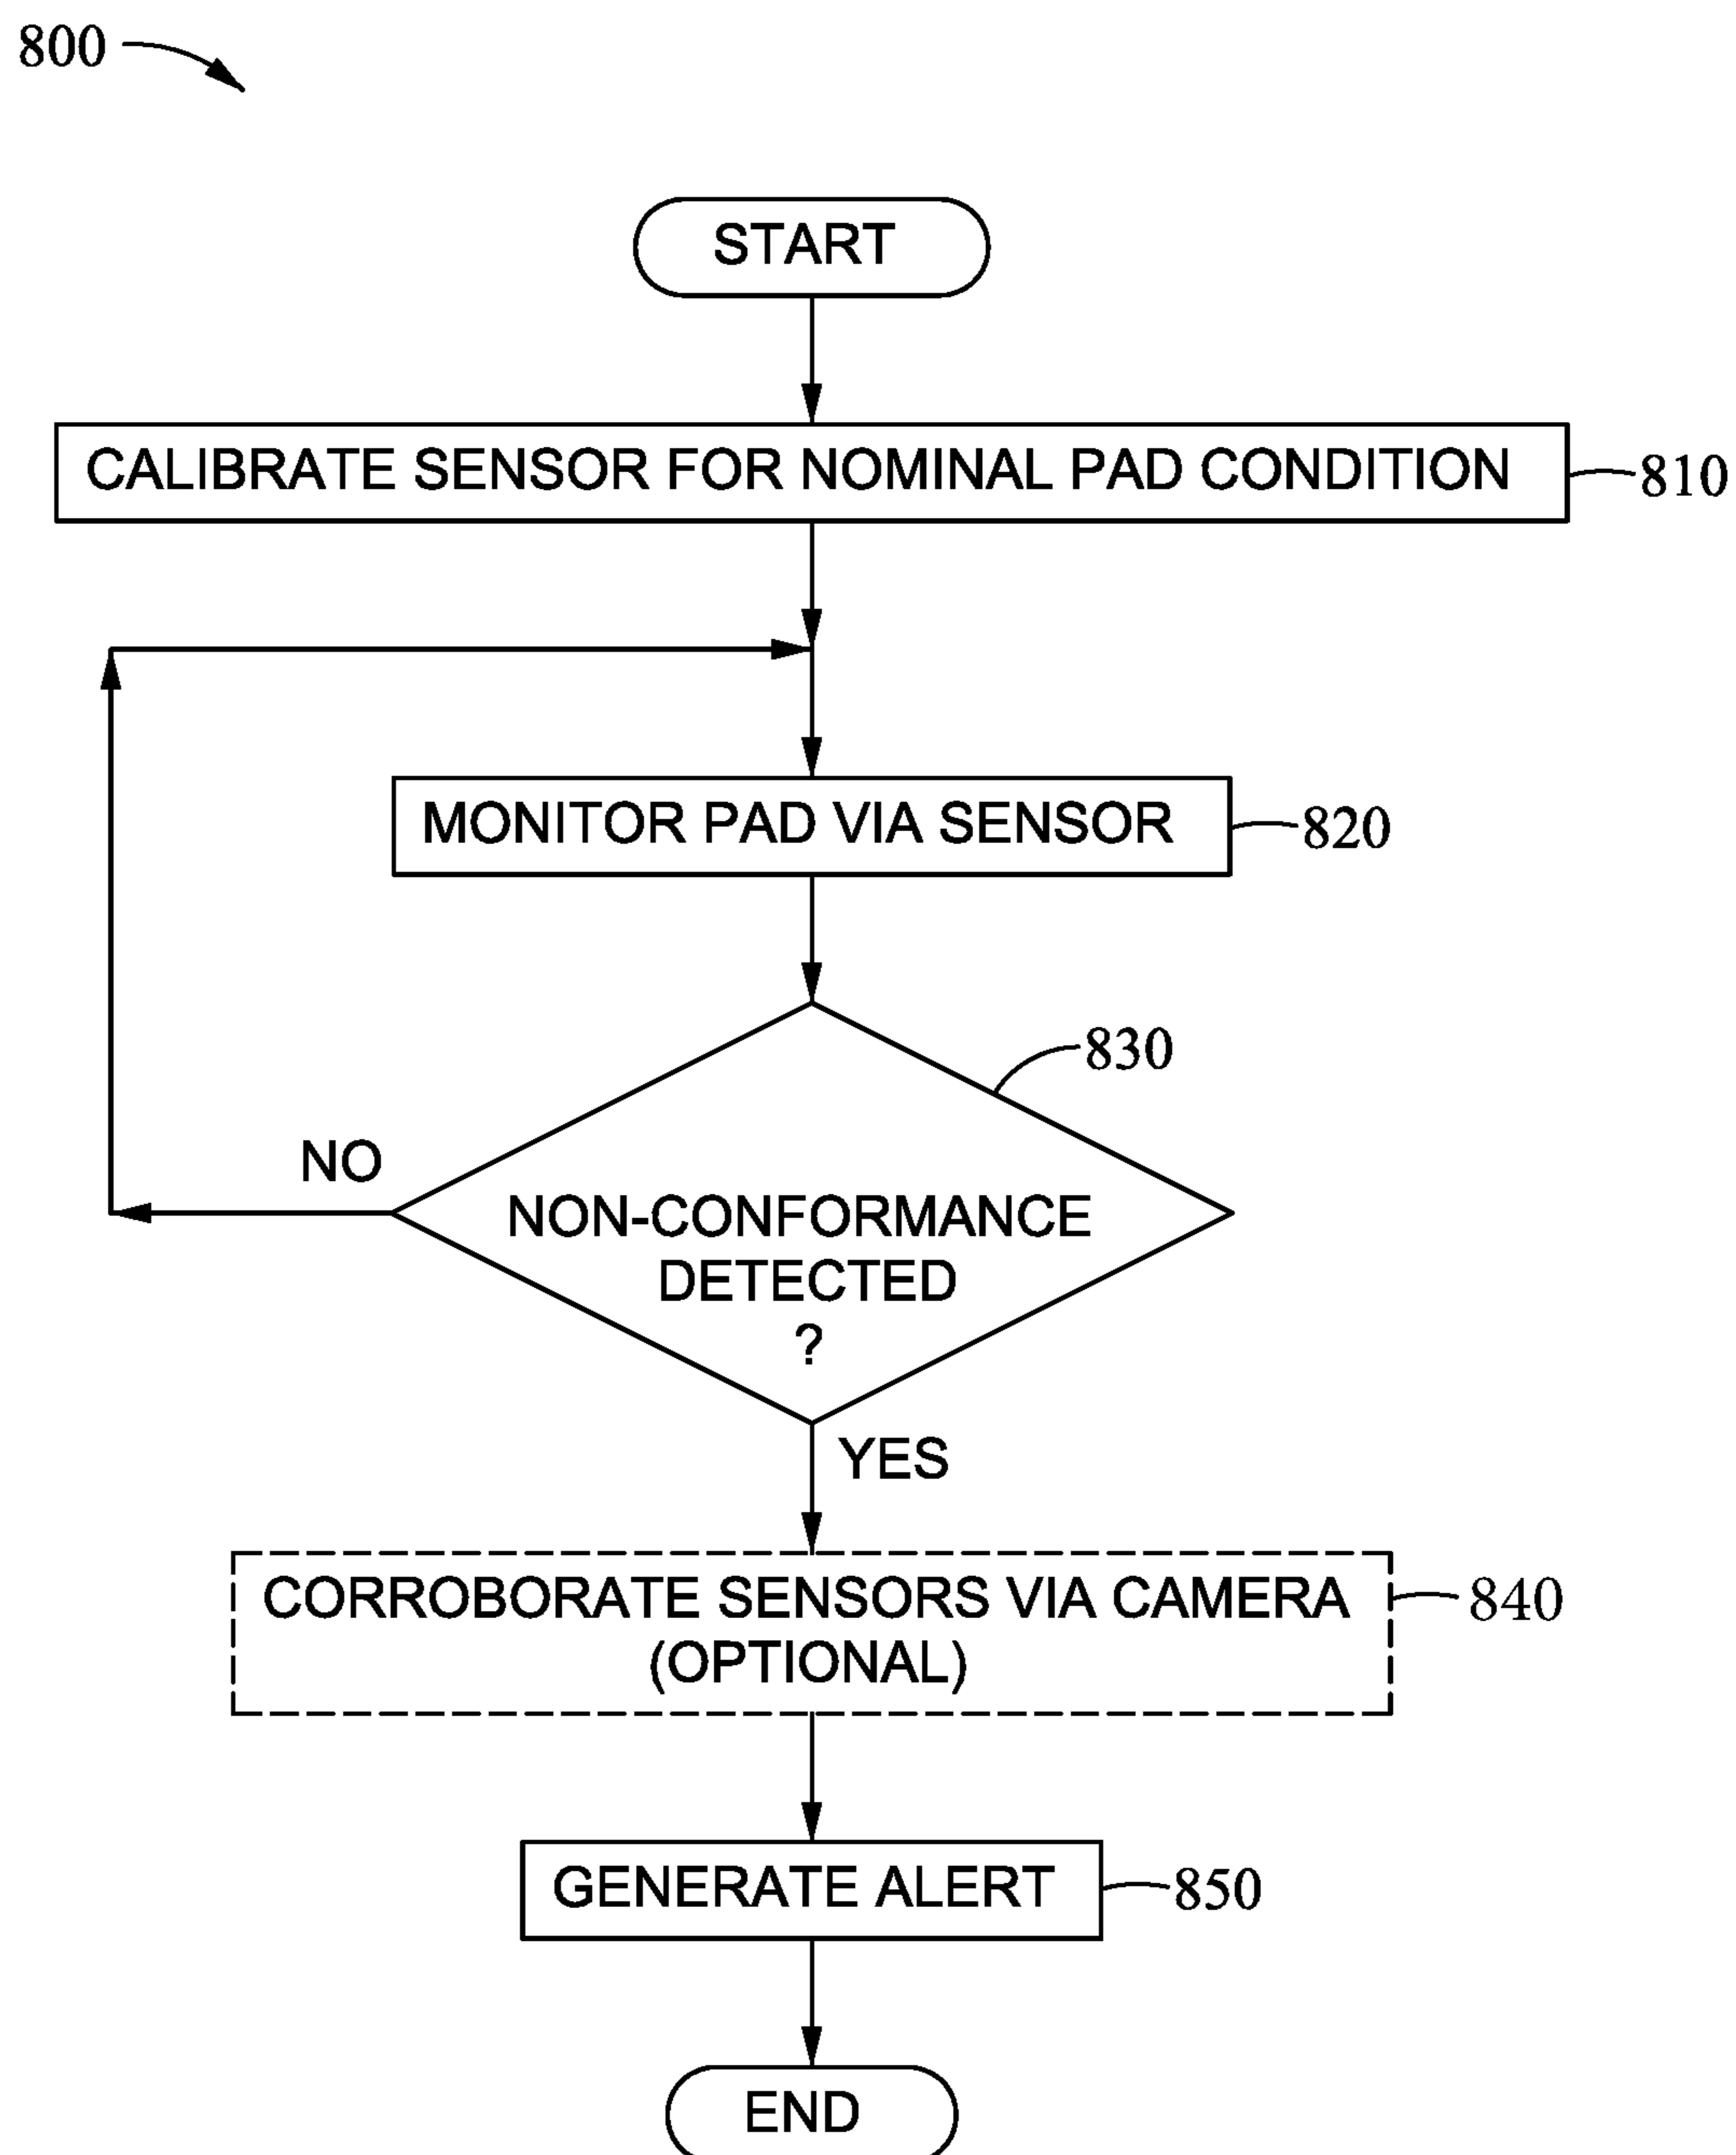 800
START
CALIBRATE SENSOR FOR NOMINAL PAD CONDITION
810
MONITOR PAD VIA SENSOR
820
830
NO
NON-CONFORMANCE
DETECTED
?
YES
CORROBORATE SENSORS VIA CAMERA
(OPTIONAL)
840
GENERATE ALERT
850
END